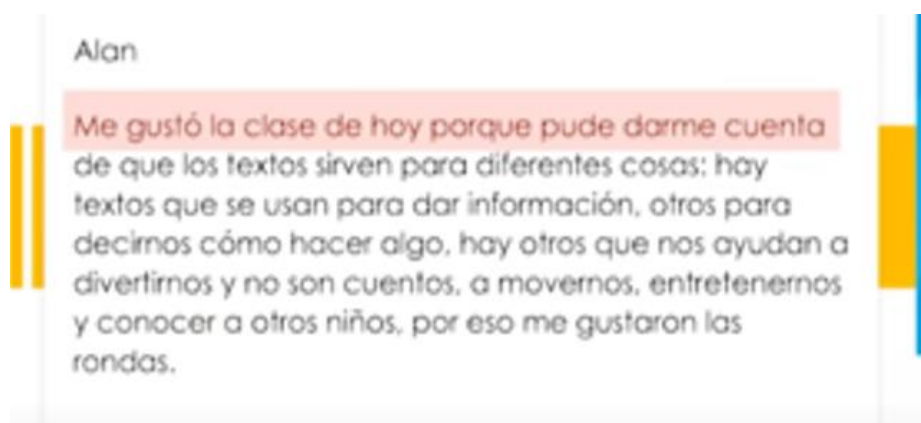 Alan
Me gustó la clase de hoy porque pude darme cuenta
de que los textos sirven para diferentes cosas: hay
textos que se usan para dar información, otros para
decirnos cómo hacer algo, hay otros que nos ayudan a
divertirnos y no son cuentos, a movernos, entretenernos
y conocer a otros niños, por eso me gustaron las
rondas.